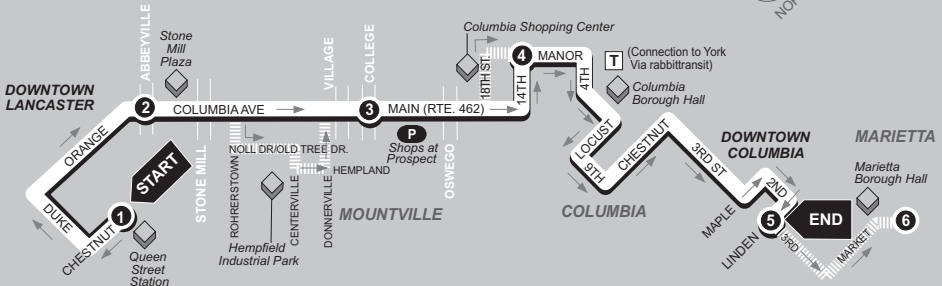 NOR
DOWNTOWN
LANCASTER
ABBEYVILLE
Stone
Mill
Plaza
2
COLUMBIA AVE
ORANGE
START
1
DUKE
CHESTNUT
Queen
Street
Station
STONE MILL
ROHRERSTOWN
NOLL DR/OLD TREE DR.
Hempfield
Industrial Park
CENTERVILLE
VILLAGE
HEMPLAND
DONNERVILLE
MOUNTVILLE
COLLEGE
3
MAIN (RTE. 462)
P
Shops at
Prospect
OSWEGO
Columbia Shopping Center
18TH ST.
4
14TH
MANOR
4TH
T
(Connection to York
Via rabbittransit)
Columbia
Borough Hall
LOCUST
9TH
CHESTNUT
COLUMBIA
3RD ST
DOWNTOWN
COLUMBIA
MAPLE
2ND
LINDEN
5
END
3RD
MARKET
MARIETTA
Marietta
Borough Hall
6